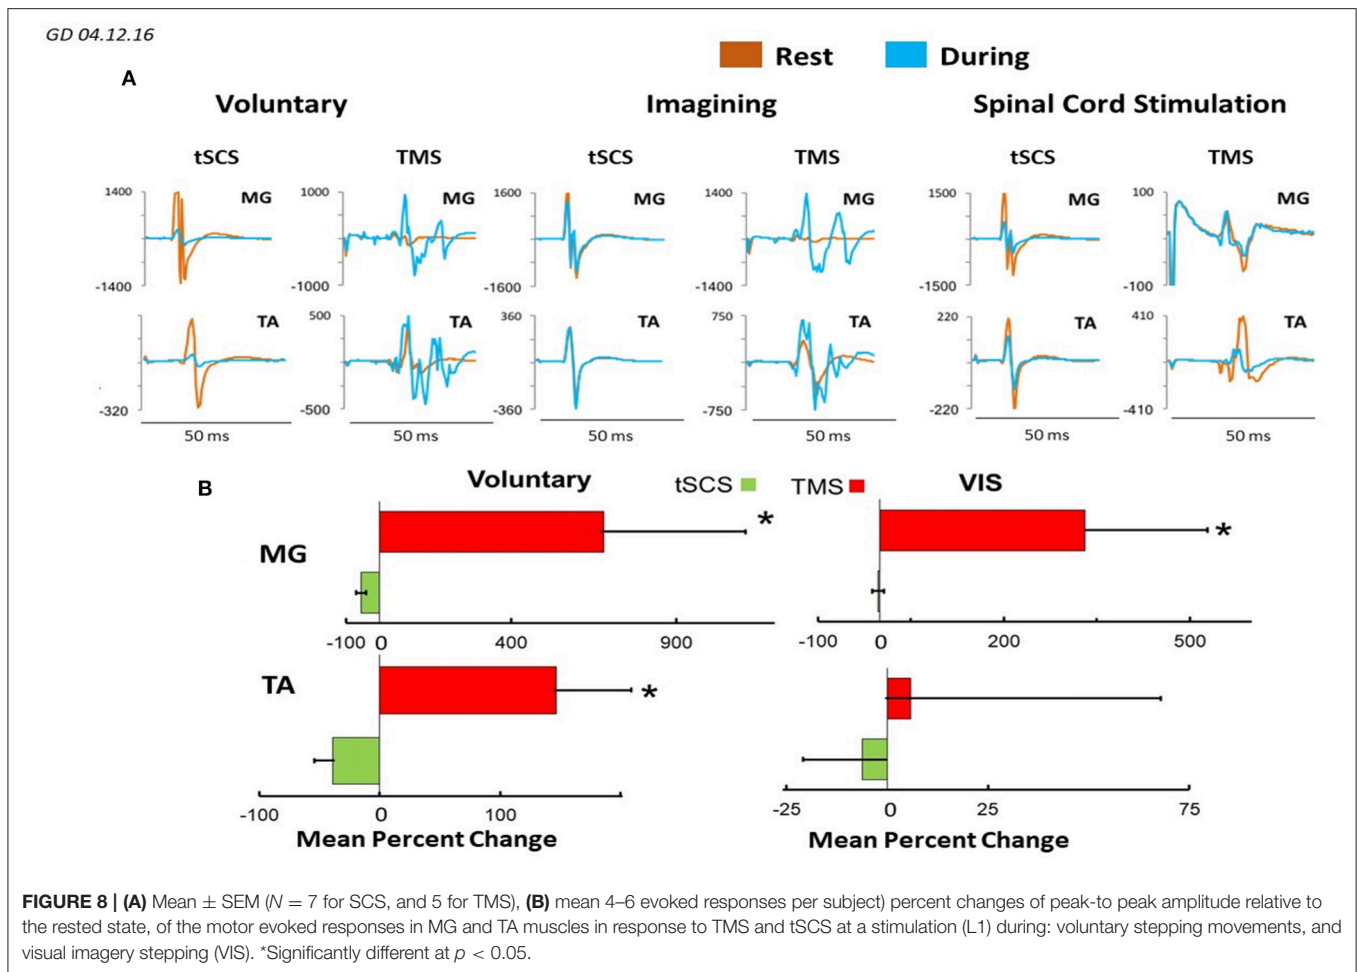 GD 04.12.16
Rest During
A
Voluntary Imagining Spinal Cord Stimulation
tSCS TMS tSCS TMS tSCS TMS
1400 MG 1000 MG 1600 MG 1400 MG 1500 MG 100 MG
-1400 -1000 -1600 -1400 -1500 -100
TA 500 TA 360 TA 750 TA 220 TA 410 TA
-320 -500 -360 -750 -220 -410
50 ms 50 ms 50 ms 50 ms 50 ms 50 ms
B Voluntary tSCS TMS VIS
* *
MG
-100 0 400 900 -100 0 200 500
TA *
-100 0 100 -25 0 25 75
Mean Percent Change Mean Percent Change
FIGURE 8 | (A) Mean ± SEM (N = 7 for SCS, and 5 for TMS), (B) mean 4–6 evoked responses per subject) percent changes of peak-to peak amplitude relative to
the rested state, of the motor evoked responses in MG and TA muscles in response to TMS and tSCS at a stimulation (L1) during: voluntary stepping movements, and
visual imagery stepping (VIS). *Significantly different at p < 0.05.